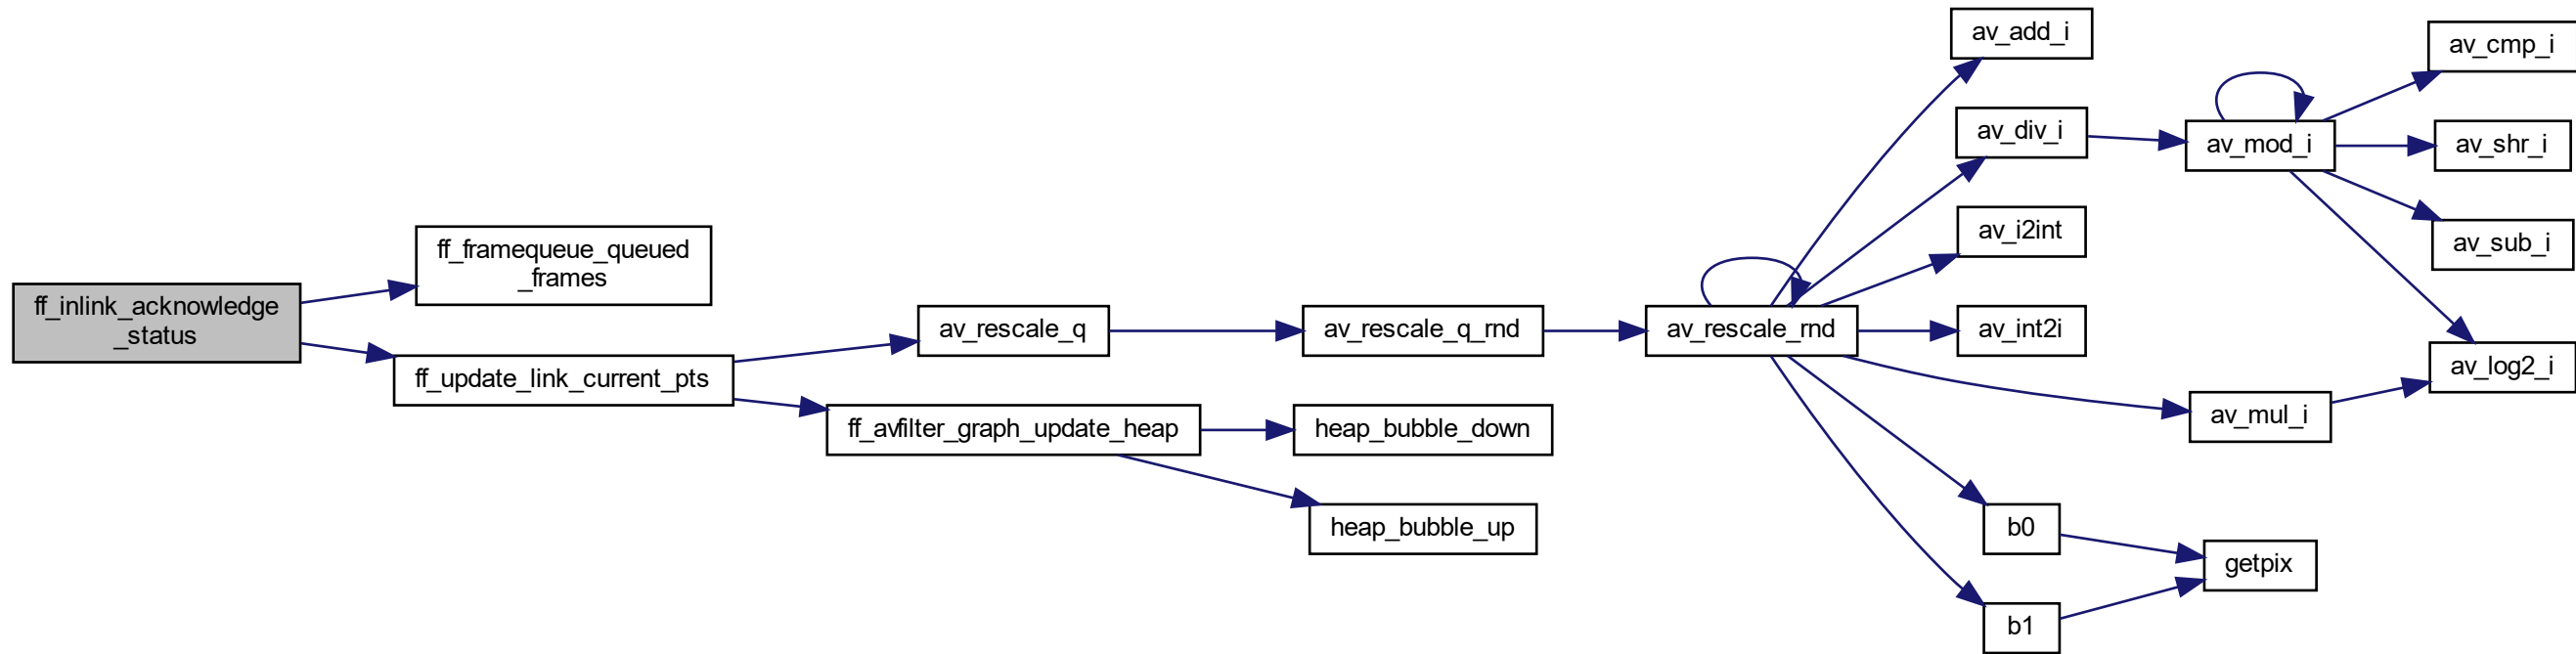 ff_inlink_acknowledge
_status
ff_framequeue_queued
_frames
ff_update_link_current_pts
av_rescale_q
ff_avfilter_graph_update_heap
av_rescale_q_rnd
heap_bubble_down
heap_bubble_up
av_rescale_rnd
av_add_i
av_div_i
av_i2int
av_int2i
av_mul_i
b0
b1
av_mod_i
getpix
av_cmp_i
av_shr_i
av_sub_i
av_log2_i